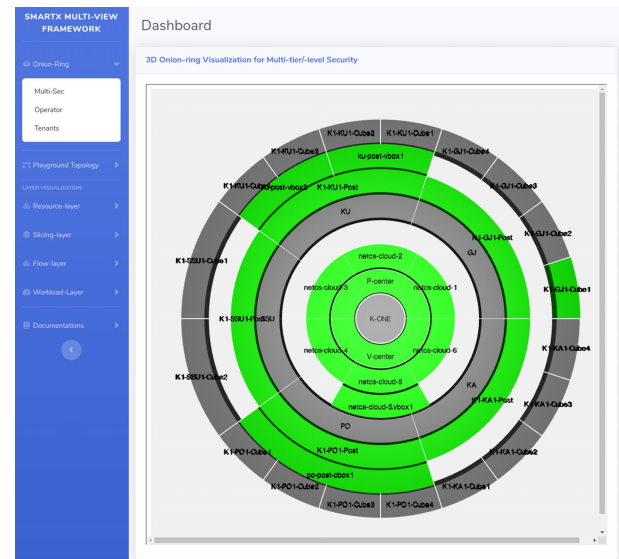 SMARTX MULTI-VIEW
FRAMEWORK
Dashboard
Onion-Ring
Multi-Sec
Operator
Tenants
Playground Topology
LAYER VISUALIZATION
Resource-layer
Slicing-layer
Flow-layer
Workload-Layer
Documentations
3D Onion-ring Visualization for Multi-tier/-level Security
K1-KU1-Cube2
K1-KU1-Cube1
K1-KU1-Cube3
ku-post-vbox1
K1-GJ1-Cube4
K1-KU1-Post
K1-GJ1-Cube3
KU
K1-GJ1-Post
K1-GJ1-Cube2
GJ
netcs-cloud-2
K1-SSU1-Cube1
P-center
netcs-cloud-3
netcs-cloud-1
K1-GJ1-Cube1
K1-SSU1-Post
SSU
K-ONE
netcs-cloud-4
netcs-cloud-6
K1-KA1-Cube4
V-center
K1-SSU1-Cube2
netcs-cloud-5
KA
K1-KA1-Cube3
K1-KA1-Post
netcs-cloud-5.vbox1
PO
K1-PO1-Cube1
K1-PO1-Post
K1-KA1-Cube2
po-post-cbox1
K1-PO1-Cube2
K1-KA1-Cube1
K1-PO1-Cube3
K1-PO1-Cube4